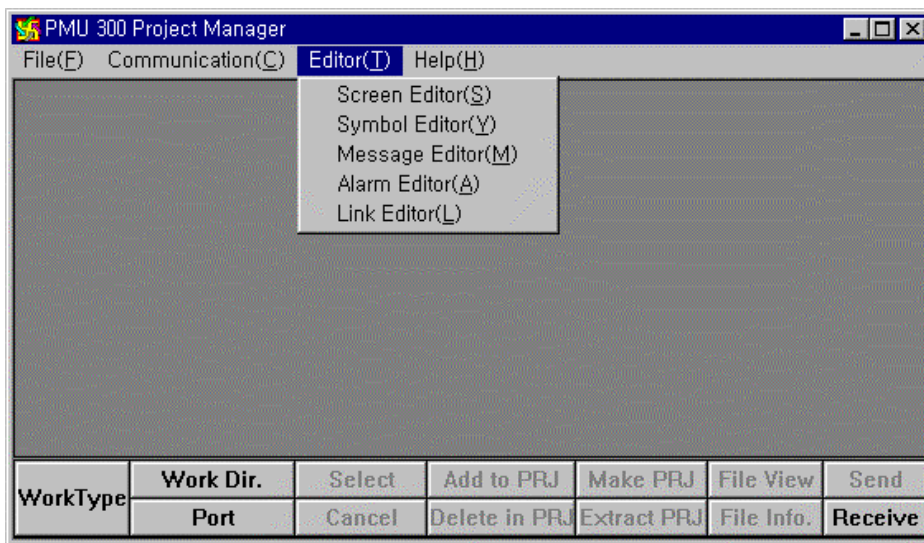 PMU 300 Project Manager
File(F) Communication(C) Editor(T) Help(H)
Screen Editor(S)
Symbol Editor(Y)
Message Editor(M)
Alarm Editor(A)
Link Editor(L)
WorkType Work Dir. Select Add to PRJ Make PRJ File View Send
Port Cancel Delete in PRJ Extract PRJ File Info. Receive